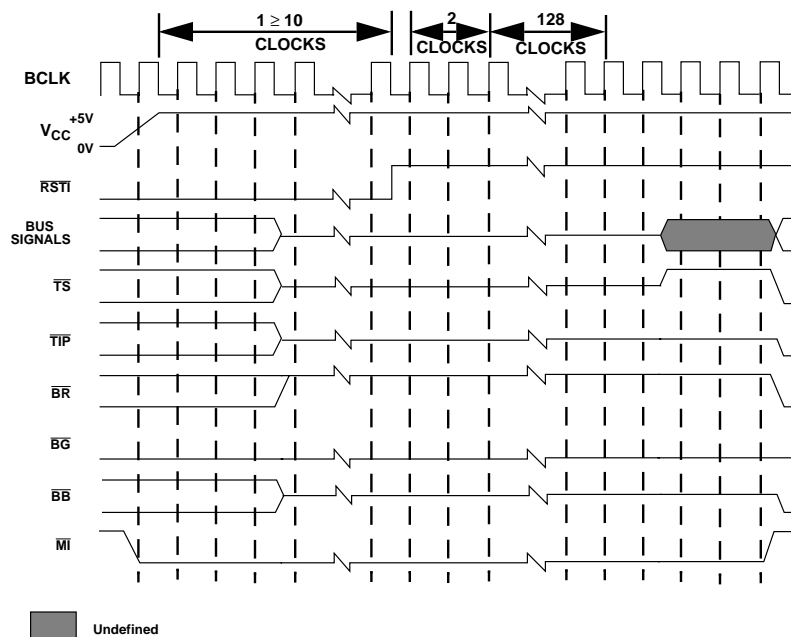 1 ≥ 10
CLOCKS
2
CLOCKS
128
CLOCKS
BCLK
VCC
+5V
0V
RSTI
BUS
SIGNALS
TS
TIP
BR
BG
BB
MI
Undefined